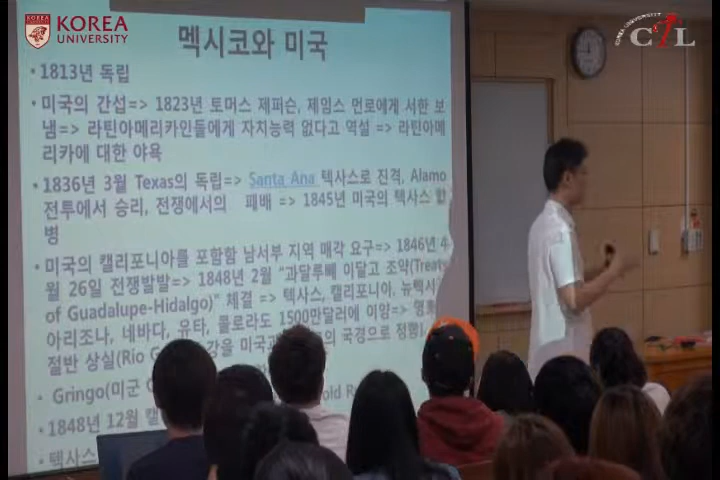 KOREA
UNIVERSITY
KOREA UNIVERSITY
CTL
멕시코와 미국
• 1813년 독립
• 미국의 간섭=> 1823년 토머스 제퍼슨, 제임스 먼로에게 서한 보
냄=> 라틴아메리카인들에게 자치능력 없다고 역설 => 라틴아메
리카에 대한 야욕
• 1836년 3월 Texas의 독립=> Santa Ana 텍사스로 진격, Alamo
전투에서 승리, 전쟁에서의 패배 => 1845년 미국의 텍사스 합
병
• 미국의 캘리포니아를 포함함 남서부 지역 매각 요구=> 1846년 4
월 26일 전쟁발발=> 1848년 2월 "과달루뻬 이달고 조약(Treaty
of Guadalupe-Hidalgo)" 체결 => 텍사스, 캘리포니아, 뉴멕시
아리조나, 네바다, 유타, 콜로라도 1500만달러에 이양=> 영토
절반 상실(Rio 강을 미국과 의 국경으로 정함
• Gringo(미군 old
• 1848년 12월 캘
• 텍사스